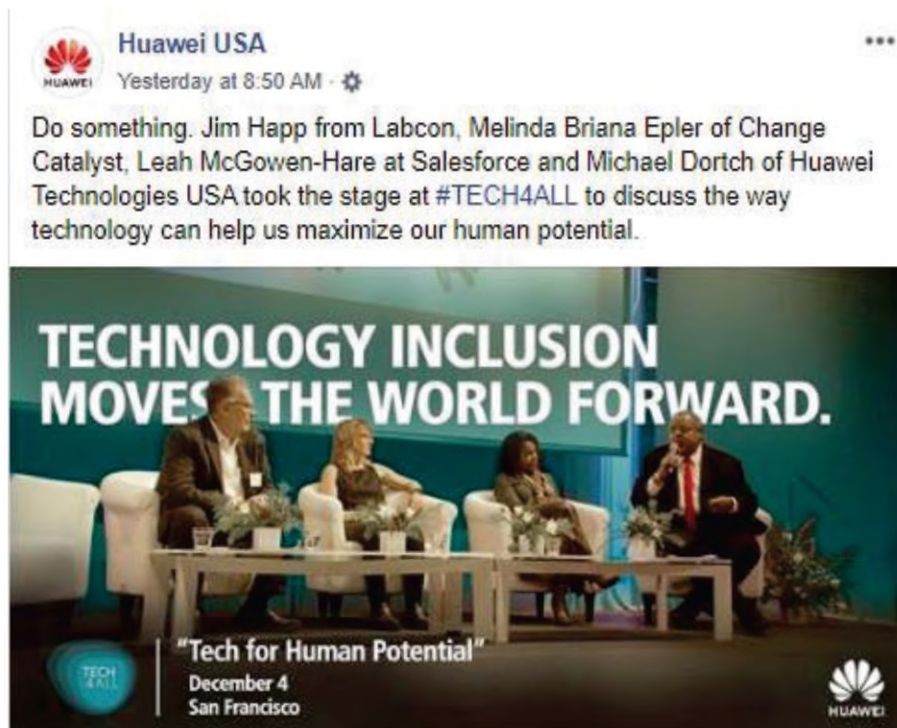 Huawei USA
HUAWEI
Yesterday at 8:50 AM ·
Do something. Jim Happ from Labcon, Melinda Briana Epler of Change
Catalyst, Leah McGowen-Hare at Salesforce and Michael Dortch of Huawei
Technologies USA took the stage at #TECH4ALL to discuss the way
technology can help us maximize our human potential.
TECHNOLOGY INCLUSION
MOVES THE WORLD FORWARD.
"Tech for Human Potential"
TECH
4ALL
December 4
San Francisco
HUAWEI